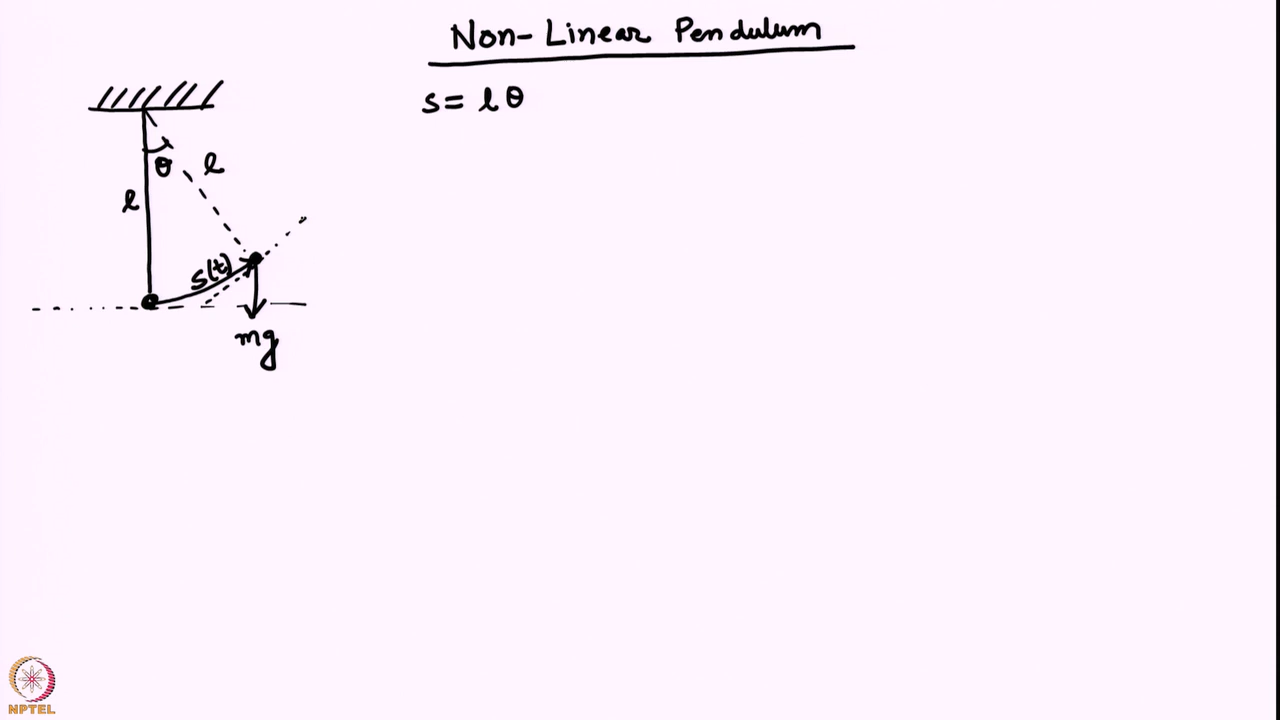 Non-Linear Pendulum
s = lθ
θ
l
l
s(t)
mg
NPTEL